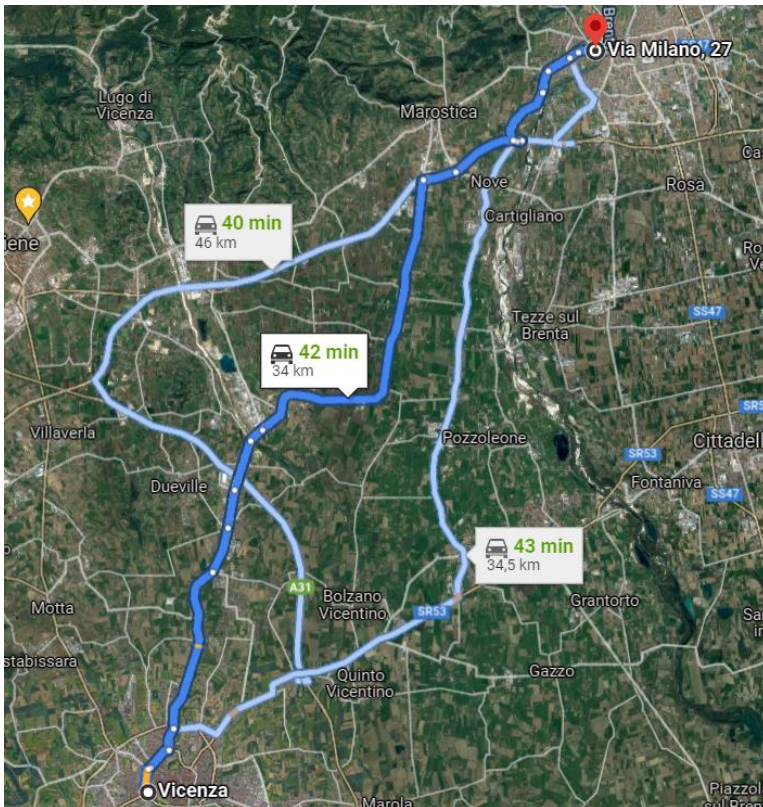 Brent
SS47
Via Milano, 27
Lugo di
Vicenza
Marostica
Nove
Rosà
Cartigliano
iene
40 min
46 km
Tezze sul
Brenta
SS47
42 min
34 km
Villaverla
Pozzoleone
Cittadell
SR53
Fontaniva
SS47
Dueville
43 min
34,5 km
A31
Bolzano
Vicentino
SR53
Grantorto
Motta
stabissara
Quinto
Vicentino
Gazzo
Vicenza
Marola
Piazzol
sul Bren